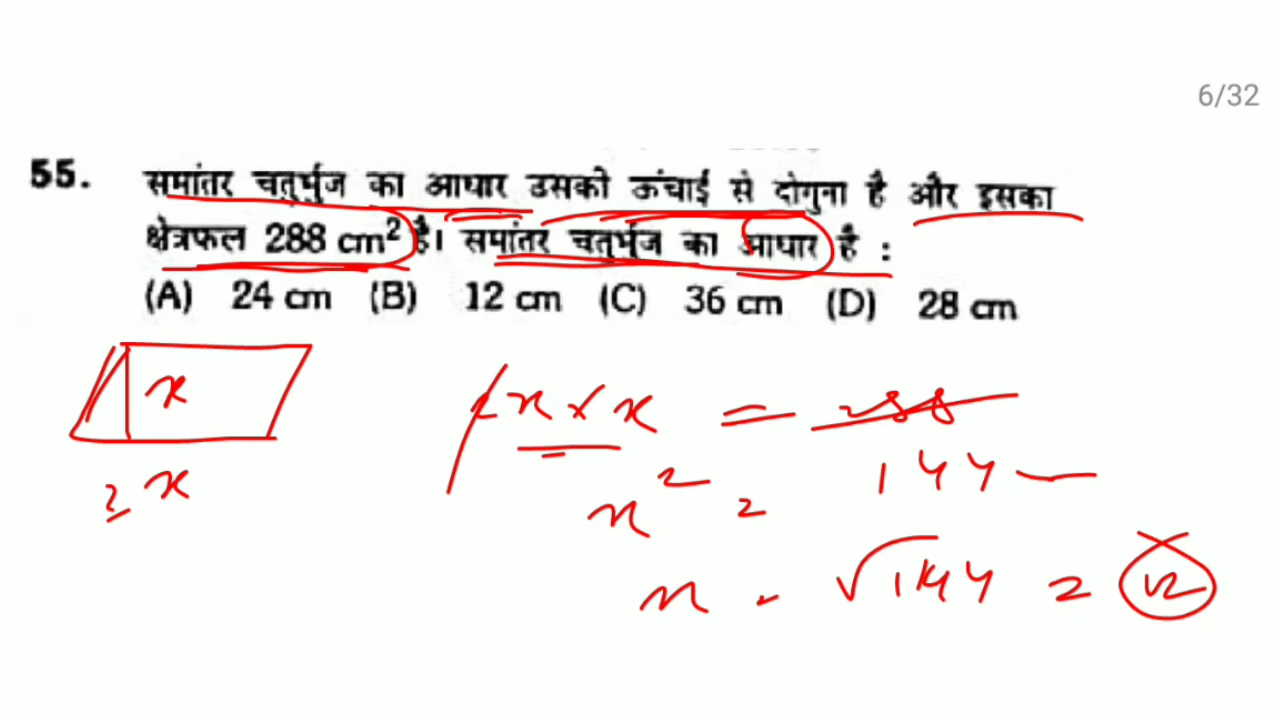 6/32
55. समांतर चतुर्भुज का आधार उसको ऊंचाई से दोगुना है और इसका
क्षेत्रफल 288 cm² है। समांतर चतुर्भुज का आधार है :
(A) 24 cm (B) 12 cm (C) 36 cm (D) 28 cm
x
2x
2x × x = 288
x² = 144
x = √144 = 12